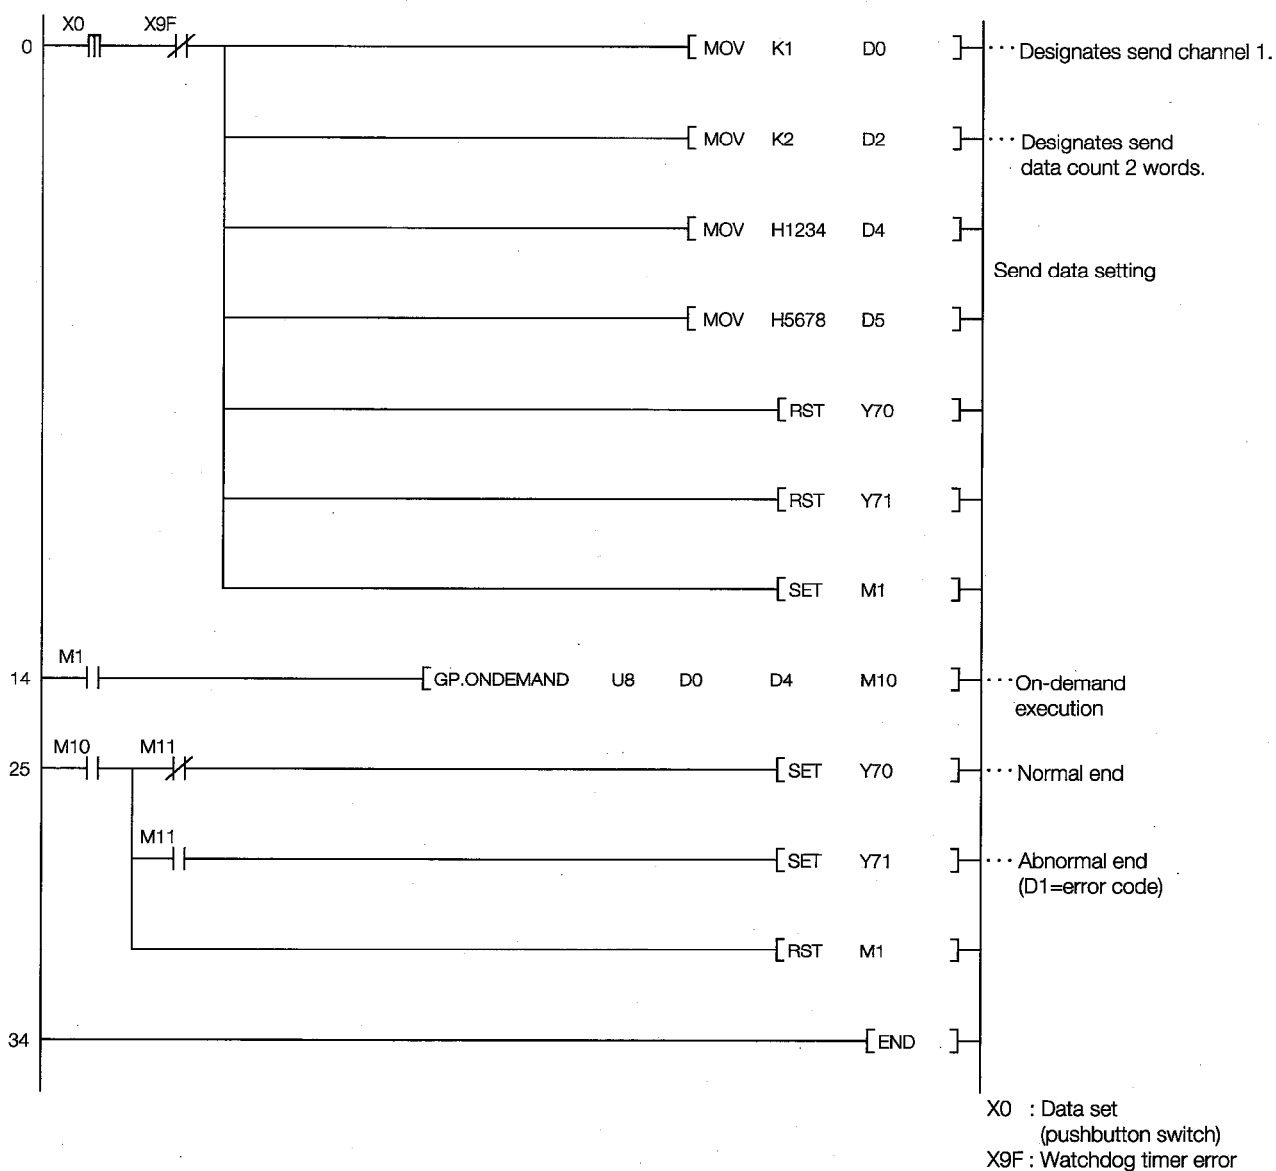 X0 X9F
0 MOV K1 D0 ··· Designates send channel 1.
MOV K2 D2 ··· Designates send
data count 2 words.
MOV H1234 D4
Send data setting
MOV H5678 D5
RST Y70
RST Y71
SET M1
M1
14 GP.ONDEMAND U8 D0 D4 M10 ··· On-demand
execution
M10 M11
25 SET Y70 ··· Normal end
M11
SET Y71 ··· Abnormal end
(D1=error code)
RST M1
34 END
X0 : Data set
(pushbutton switch)
X9F : Watchdog timer error